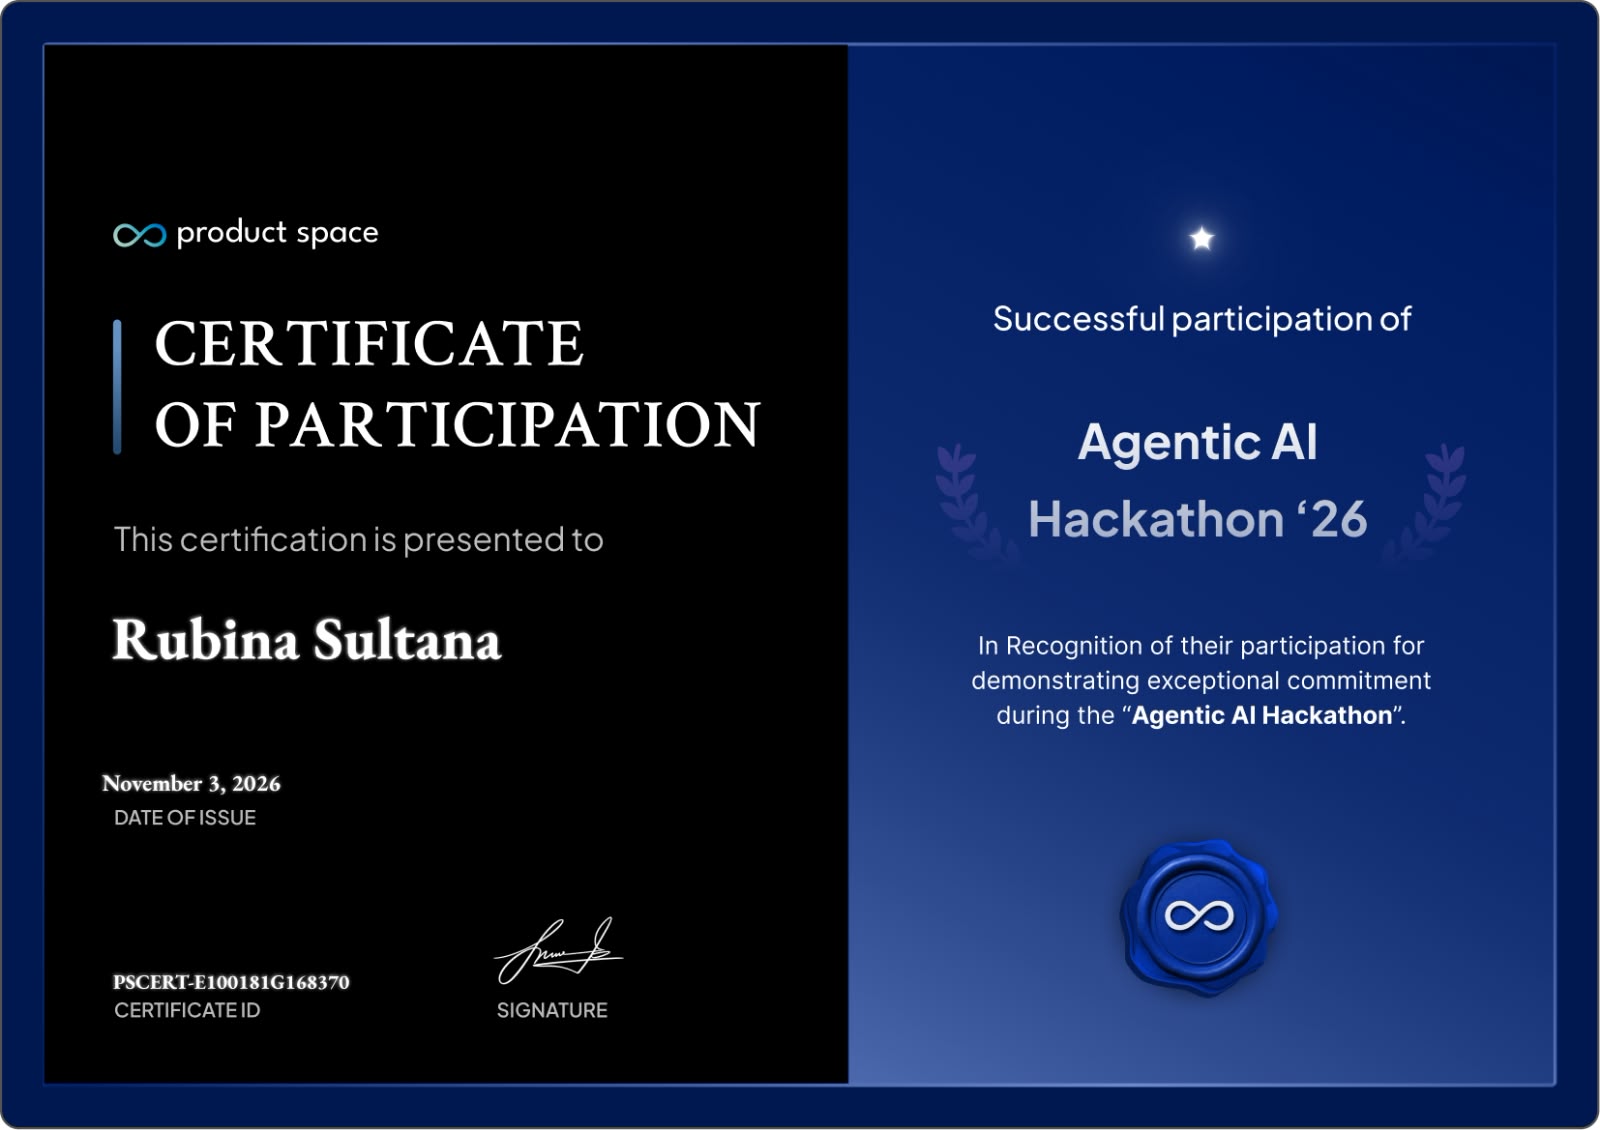 product space
CERTIFICATE
OF PARTICIPATION
This certification is presented to
Rubina Sultana
November 3, 2026
DATE OF ISSUE
PSCERT-E100181G168370
CERTIFICATE ID
SIGNATURE
Successful participation of
Agentic AI
Hackathon ‘26
In Recognition of their participation for
demonstrating exceptional commitment
during the “Agentic AI Hackathon”.